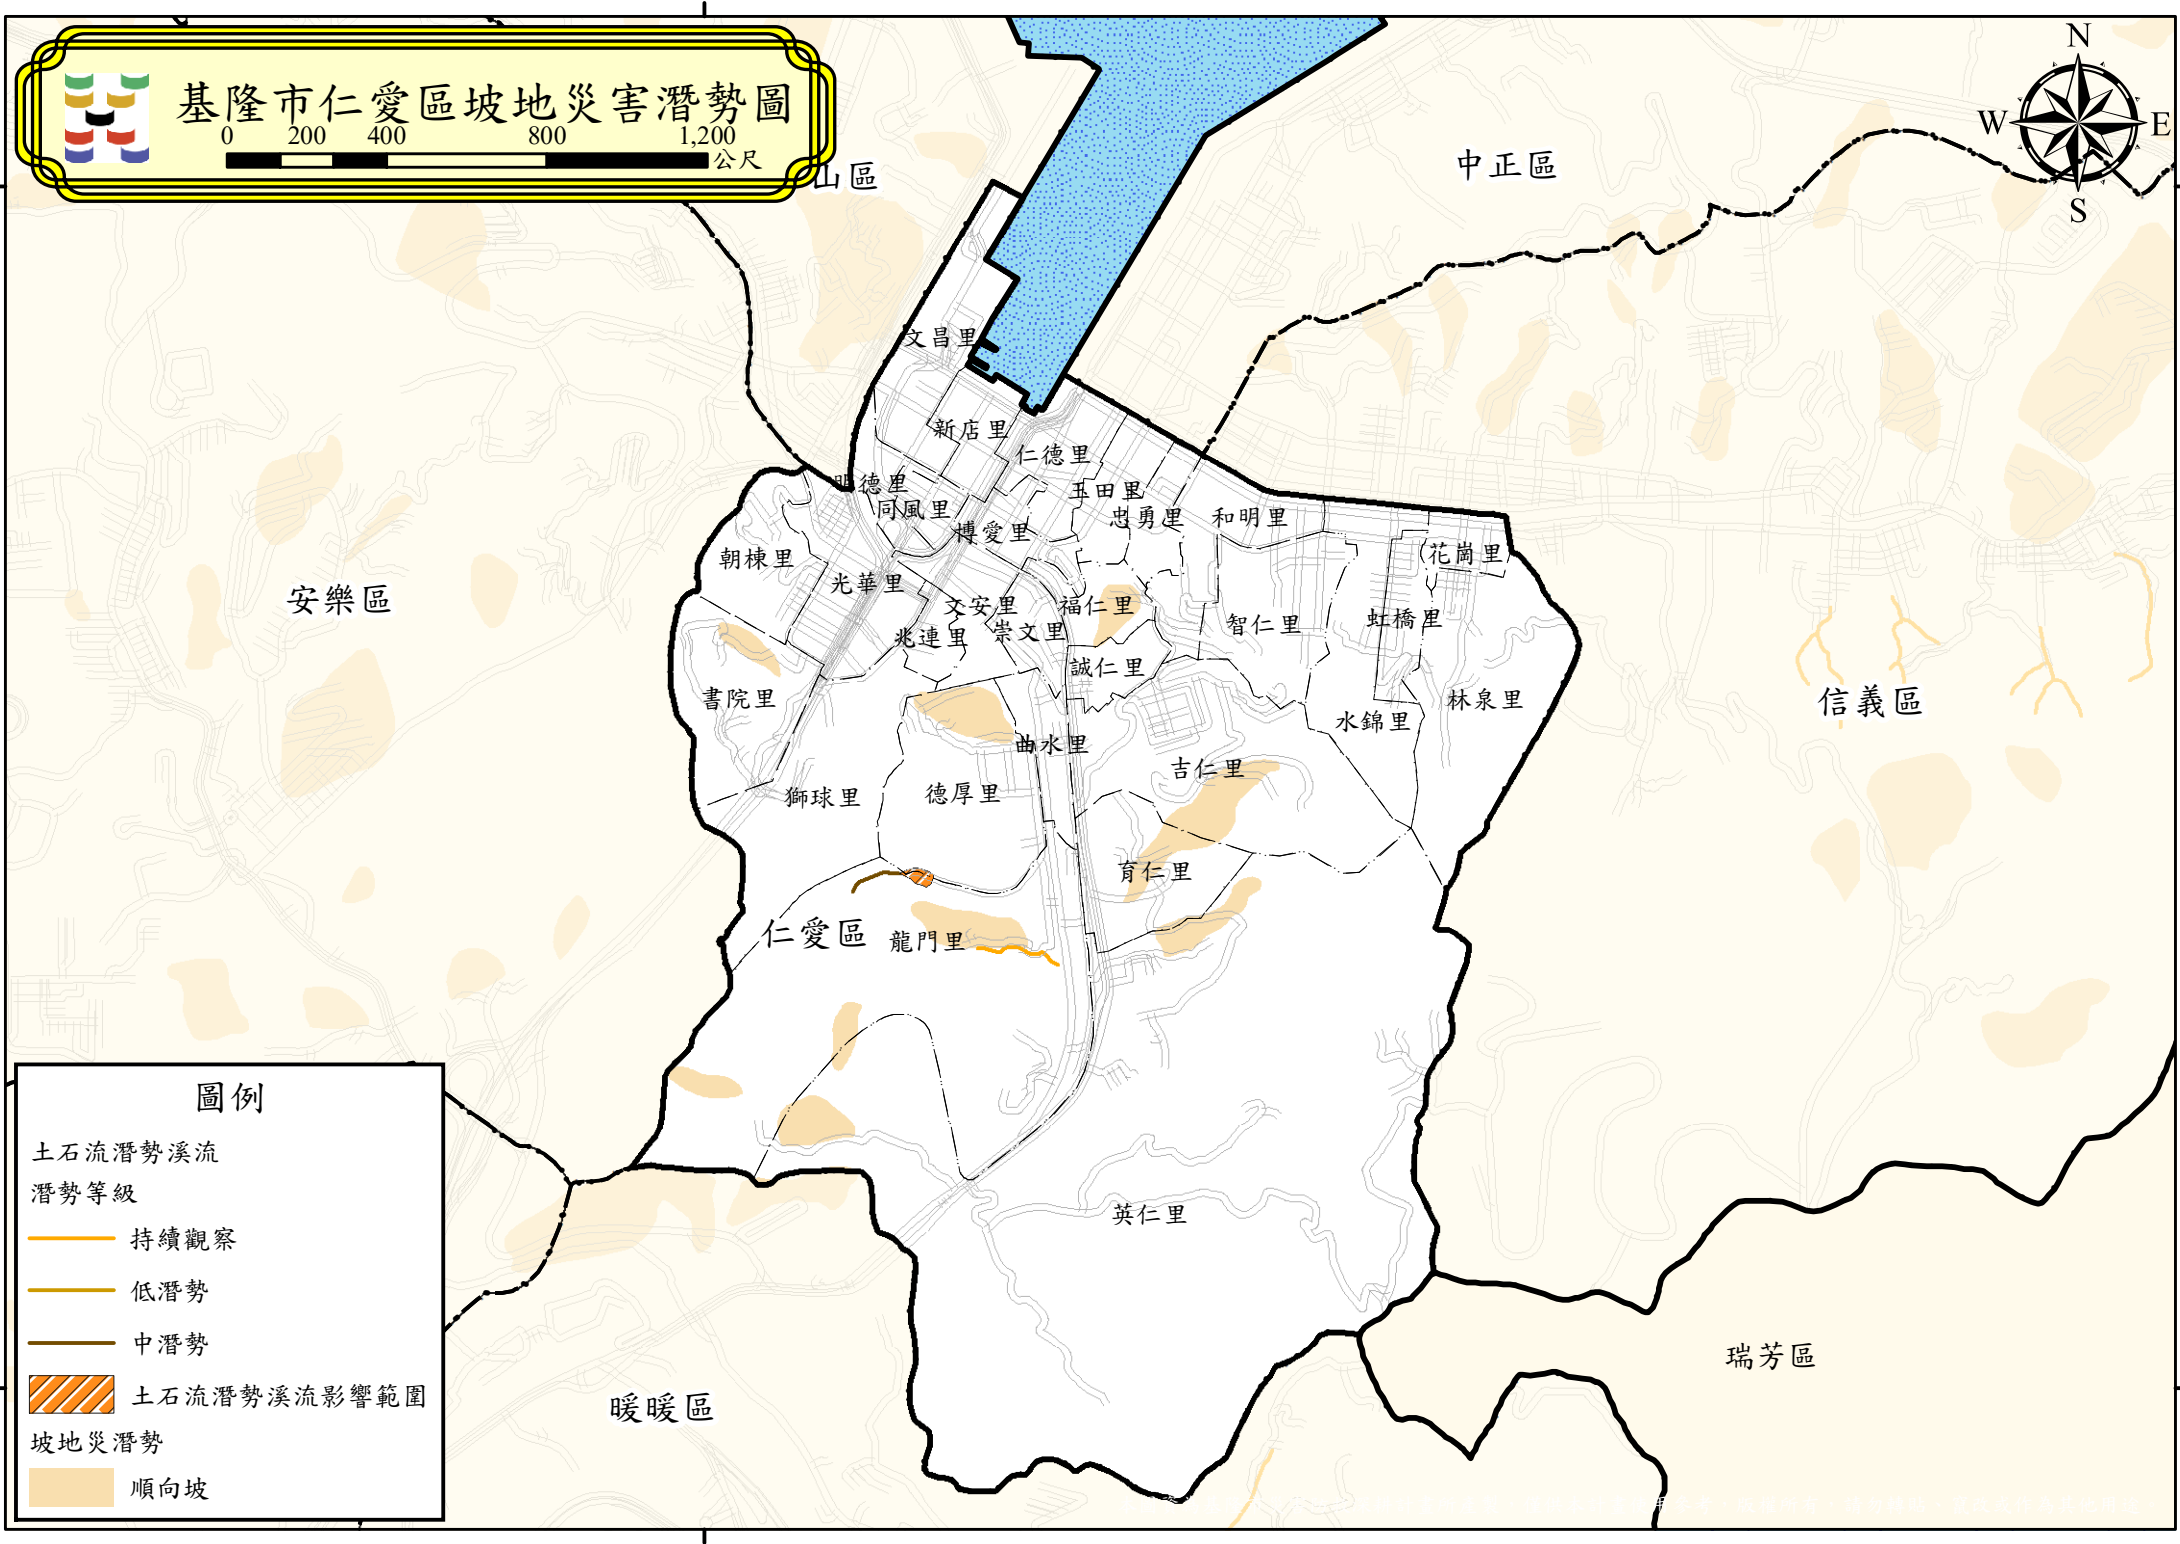 基隆市仁愛區坡地災害潛勢圖
0 200 400 800 1,200
公尺
N
W E
S
山區
中正區
文昌里
新店里
仁德里
明德里
同風里
玉田里
忠勇里
和明里
博愛里
花崗里
朝棟里
光華里
安樂區
文安里
福仁里
兆連里
崇文里
智仁里
虹橋里
誠仁里
書院里
水錦里
林泉里
信義區
曲水里
吉仁里
獅球里
德厚里
育仁里
仁愛區
龍門里
英仁里
暖暖區
瑞芳區
圖例
土石流潛勢溪流
潛勢等級
持續觀察
低潛勢
中潛勢
土石流潛勢溪流影響範圍
坡地災潛勢
順向坡